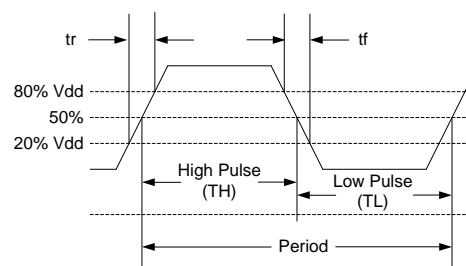 tr
tf
80% Vdd
50%
20% Vdd
High Pulse
(TH)
Low Pulse
(TL)
Period